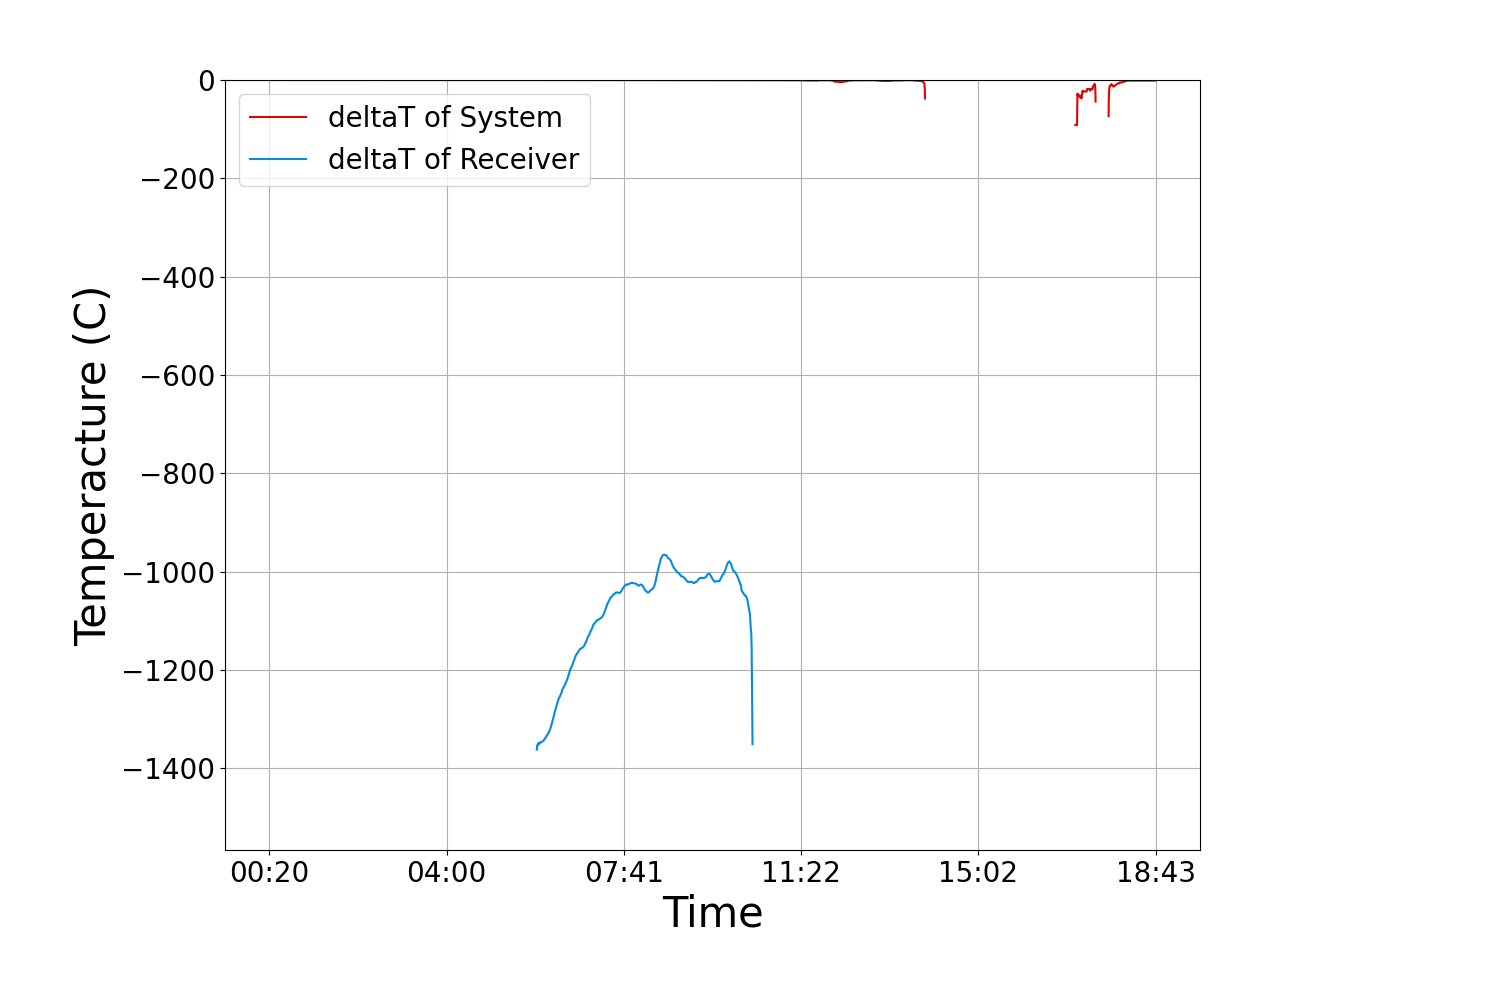 0
−200
−400
−600
−800
−1000
−1200
−1400
Temperacture (C)
deltaT of System
deltaT of Receiver
00:20 04:00 07:41 11:22 15:02 18:43
Time